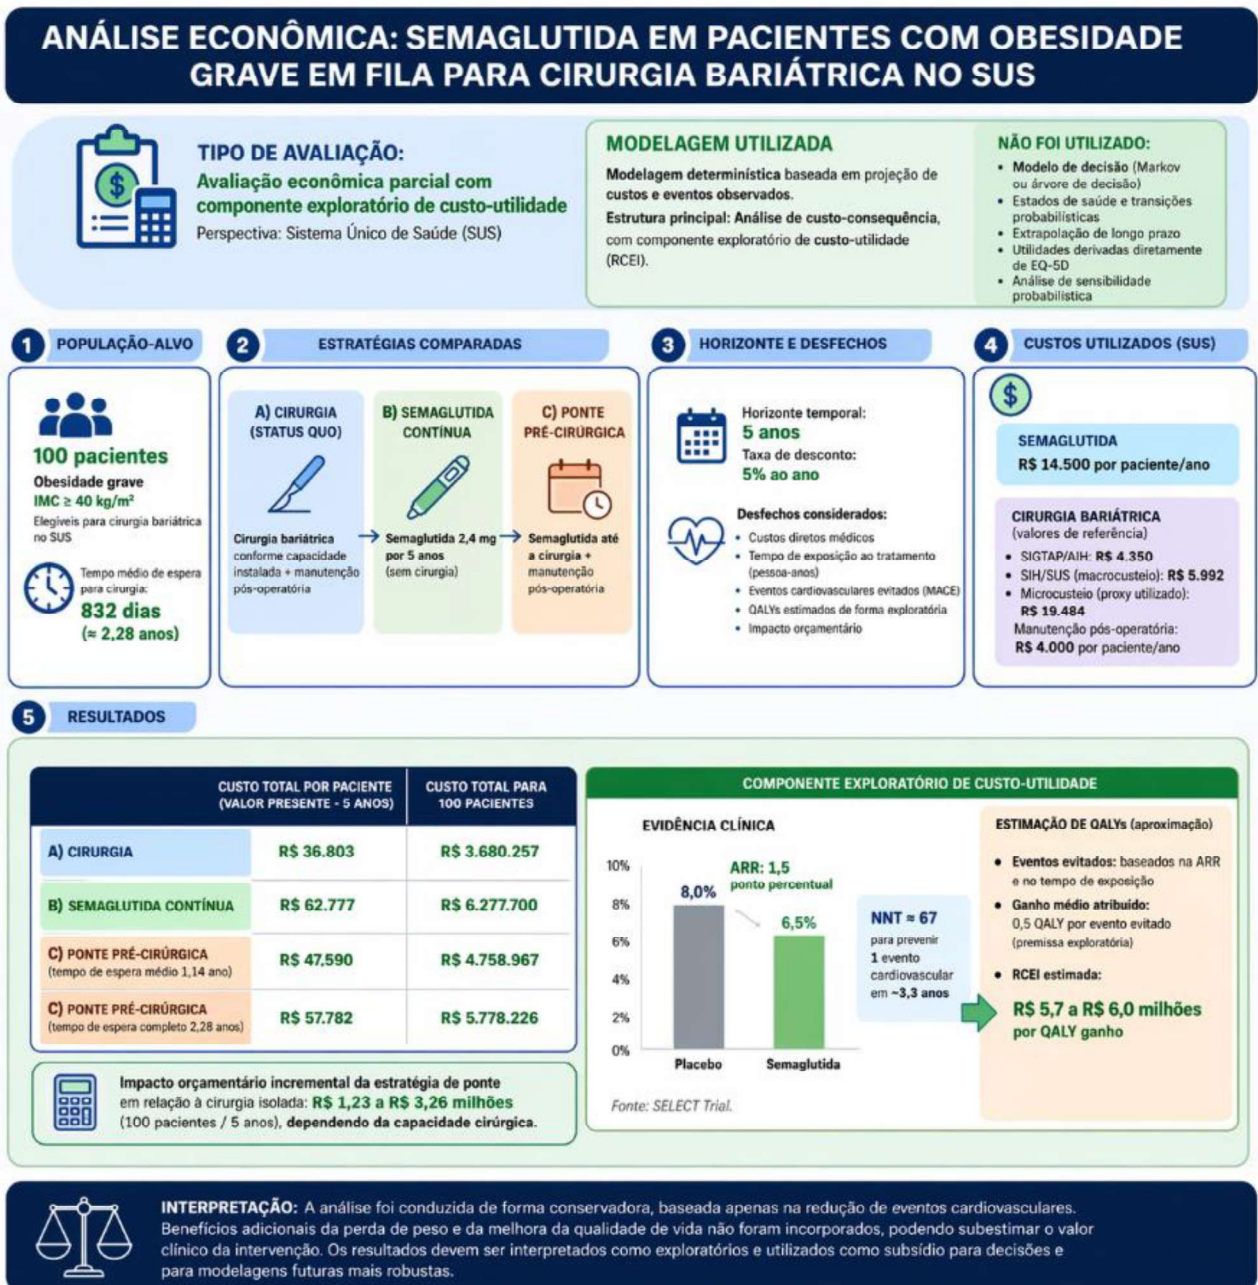 ANÁLISE ECONÔMICA: SEMAGLUTIDA EM PACIENTES COM OBESIDADE
GRAVE EM FILA PARA CIRURGIA BARIÁTRICA NO SUS
TIPO DE AVALIAÇÃO:
Avaliação econômica parcial com
componente exploratório de custo-utilidade
Perspectiva: Sistema Único de Saúde (SUS)
MODELAGEM UTILIZADA
Modelagem determinística baseada em projeção de
custos e eventos observados.
Estrutura principal: Análise de custo-consequência,
com componente exploratório de custo-utilidade
(RCEI).
NÃO FOI UTILIZADO:
• Modelo de decisão (Markov
ou árvore de decisão)
• Estados de saúde e transições
probabilísticas
• Extrapolação de longo prazo
• Utilidades derivadas diretamente
de EQ-5D
• Análise de sensibilidade
probabilística
1 POPULAÇÃO-ALVO
100 pacientes
Obesidade grave
IMC ≥ 40 kg/m²
Elegíveis para cirurgia bariátrica
no SUS
Tempo médio de espera
para cirurgia:
832 dias
(≈ 2,28 anos)
2 ESTRATÉGIAS COMPARADAS
A) CIRURGIA
(STATUS QUO)
Cirurgia bariátrica
conforme capacidade
instalada + manutenção
pós-operatória
B) SEMAGLUTIDA
CONTÍNUA
Semaglutida 2,4 mg
por 5 anos
(sem cirurgia)
C) PONTE
PRÉ-CIRÚRGICA
Semaglutida até
a cirurgia +
manutenção
pós-operatória
3 HORIZONTE E DESFECHOS
Horizonte temporal:
5 anos
Taxa de desconto:
5% ao ano
Desfechos considerados:
• Custos diretos médicos
• Tempo de exposição ao tratamento
(pessoa-anos)
• Eventos cardiovasculares evitados (MACE)
• QALYs estimados de forma exploratória
• Impacto orçamentário
4 CUSTOS UTILIZADOS (SUS)
$
SEMAGLUTIDA
R$ 14.500 por paciente/ano
CIRURGIA BARIÁTRICA
(valores de referência)
• SIGTAP/AIH: R$ 4.350
• SIH/SUS (macrocusteio): R$ 5.992
• Microcusteio (proxy utilizado):
R$ 19.484
Manutenção pós-operatória:
R$ 4.000 por paciente/ano
5 RESULTADOS
CUSTO TOTAL POR PACIENTE
(VALOR PRESENTE - 5 ANOS)
CUSTO TOTAL PARA
100 PACIENTES
A) CIRURGIA R$ 36.803 R$ 3.680.257
B) SEMAGLUTIDA CONTÍNUA R$ 62.777 R$ 6.277.700
C) PONTE PRÉ-CIRÚRGICA
(tempo de espera médio 1,14 ano) R$ 47,590 R$ 4.758.967
C) PONTE PRÉ-CIRÚRGICA
(tempo de espera completo 2,28 anos) R$ 57.782 R$ 5.778.226
Impacto orçamentário incremental da estratégia de ponte
em relação à cirurgia isolada: R$ 1,23 a R$ 3,26 milhões
(100 pacientes / 5 anos), dependendo da capacidade cirúrgica.
COMPONENTE EXPLORATÓRIO DE CUSTO-UTILIDADE
EVIDÊNCIA CLÍNICA
10%
8%
6%
4%
2%
0%
8,0%
ARR: 1,5
ponto percentual
6,5%
Placebo
Semaglutida
Fonte: SELECT Trial.
NNT ≈ 67
para prevenir
1 evento
cardiovascular
em ~3,3 anos
ESTIMAÇÃO DE QALYs (aproximação)
• Eventos evitados: baseados na ARR
e no tempo de exposição
• Ganho médio atribuído:
0,5 QALY por evento evitado
(premissa exploratória)
• RCEI estimada:
R$ 5,7 a R$ 6,0 milhões
por QALY ganho
INTERPRETAÇÃO: A análise foi conduzida de forma conservadora, baseada apenas na redução de eventos cardiovasculares.
Benefícios adicionais da perda de peso e da melhora da qualidade de vida não foram incorporados, podendo subestimar o valor
clínico da intervenção. Os resultados devem ser interpretados como exploratórios e utilizados como subsídio para decisões e
para modelagens futuras mais robustas.